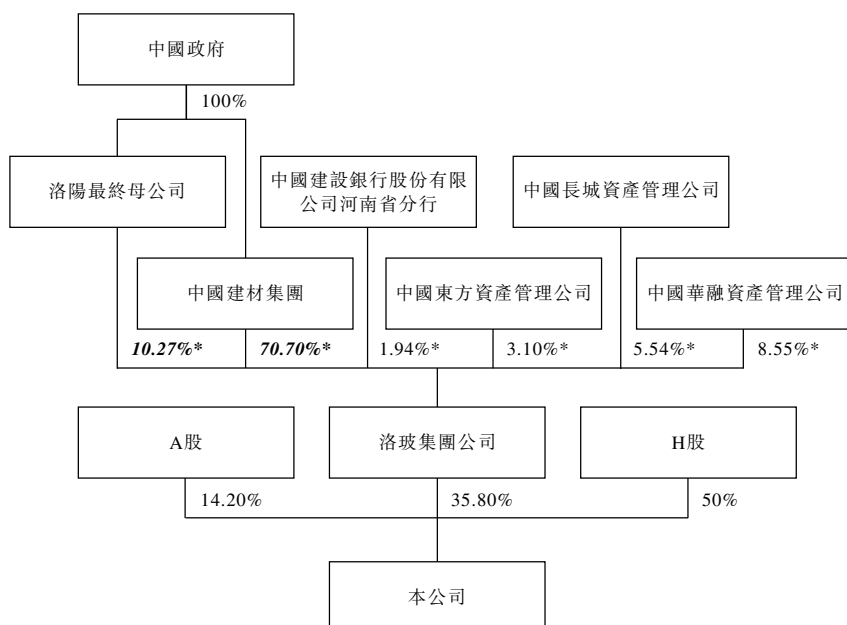 中國政府
100%
洛陽最終母公司
中國建設銀行股份有限
公司河南省分行
中國長城資產管理公司
中國建材集團
中國東方資產管理公司
中國華融資產管理公司
10.27%*
70.70%*
1.94%*
3.10%*
5.54%*
8.55%*
A股
洛玻集團公司
H股
14.20%
35.80%
50%
本公司